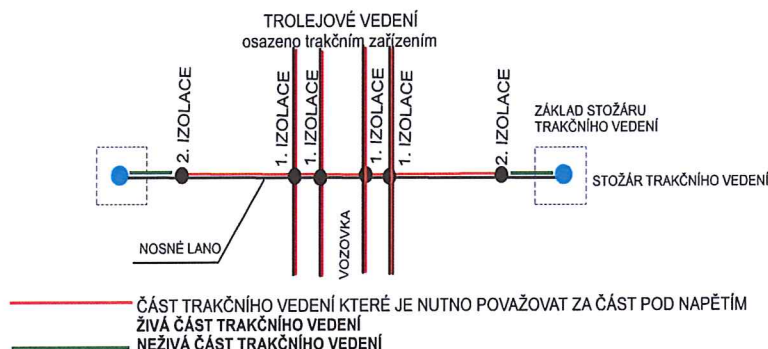 TROLEJOVÉ VEDENÍ
osazeno trakčním zařízením
2. IZOLACE
1. IZOLACE
1. IZOLACE
1. IZOLACE
1. IZOLACE
2. IZOLACE
ZÁKLAD STOŽÁRU
TRAKČNÍHO VEDENÍ
STOŽÁR TRAKČNÍHO VEDENÍ
NOSNÉ LANO
VOZOVKA
ČÁST TRAKČNÍHO VEDENÍ KTERÉ JE NUTNO POVAŽOVAT ZA ČÁST POD NAPĚTÍM
ŽIVÁ ČÁST TRAKČNÍHO VEDENÍ
NEŽIVÁ ČÁST TRAKČNÍHO VEDENÍ